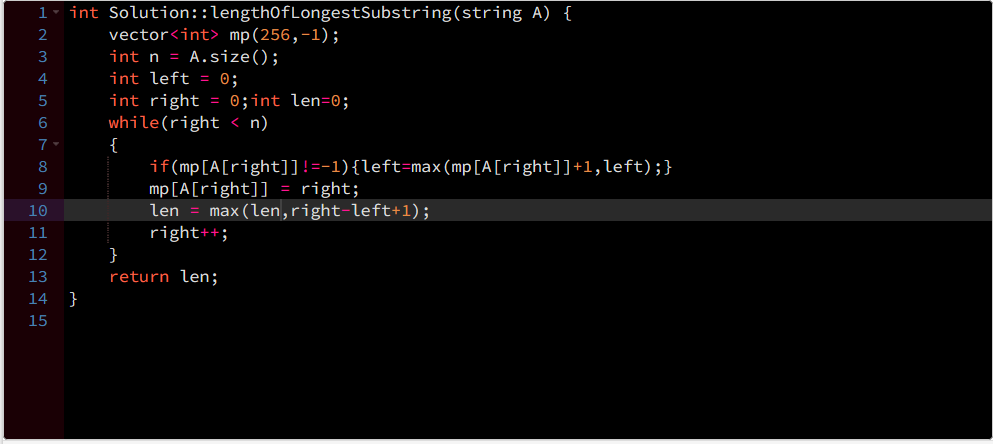 1 int Solution::lengthOfLongestSubstring(string A) {
2     vector<int> mp(256,-1);
3     int n = A.size();
4     int left = 0;
5     int right = 0;int len=0;
6     while(right < n)
7     {
8         if(mp[A[right]]!=-1){left=max(mp[A[right]]+1,left);}
9         mp[A[right]] = right;
10         len = max(len,right-left+1);
11         right++;
12     }
13     return len;
14 }
15